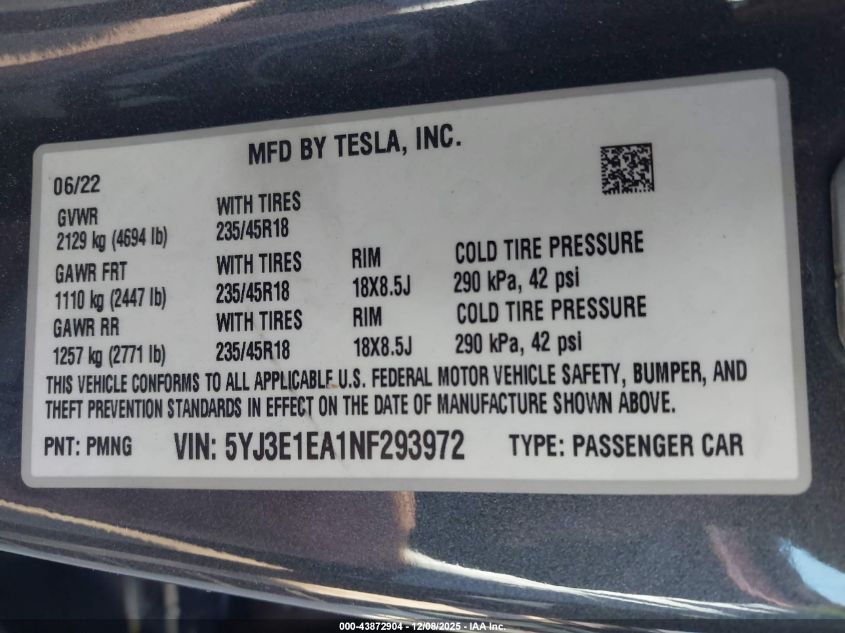 MFD BY TESLA, INC.
06/22
GVWR WITH TIRES
2129 kg (4694 lb) 235/45R18
GAWR FRT WITH TIRES RIM COLD TIRE PRESSURE
1110 kg (2447 lb) 235/45R18 18X8.5J 290 kPa, 42 psi
GAWR RR WITH TIRES RIM COLD TIRE PRESSURE
1257 kg (2771 lb) 235/45R18 18X8.5J 290 kPa, 42 psi
THIS VEHICLE CONFORMS TO ALL APPLICABLE U.S. FEDERAL MOTOR VEHICLE SAFETY, BUMPER, AND
THEFT PREVENTION STANDARDS IN EFFECT ON THE DATE OF MANUFACTURE SHOWN ABOVE.
PNT: PMNG VIN: 5YJ3E1EA1NF293972 TYPE: PASSENGER CAR
000-43872904 - 12/08/2025 - IAA Inc.